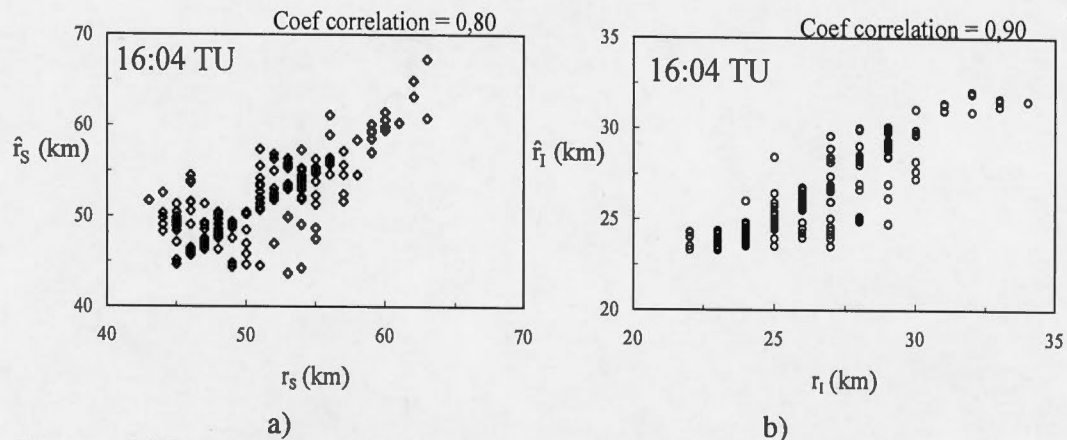 Coef correlation = 0,80
16:04 TU
70
60
50
40
r̂S (km)
40
50
60
70
rS (km)
a)
Coef correlation = 0,90
16:04 TU
35
30
25
20
r̂I (km)
20
25
30
35
rI (km)
b)